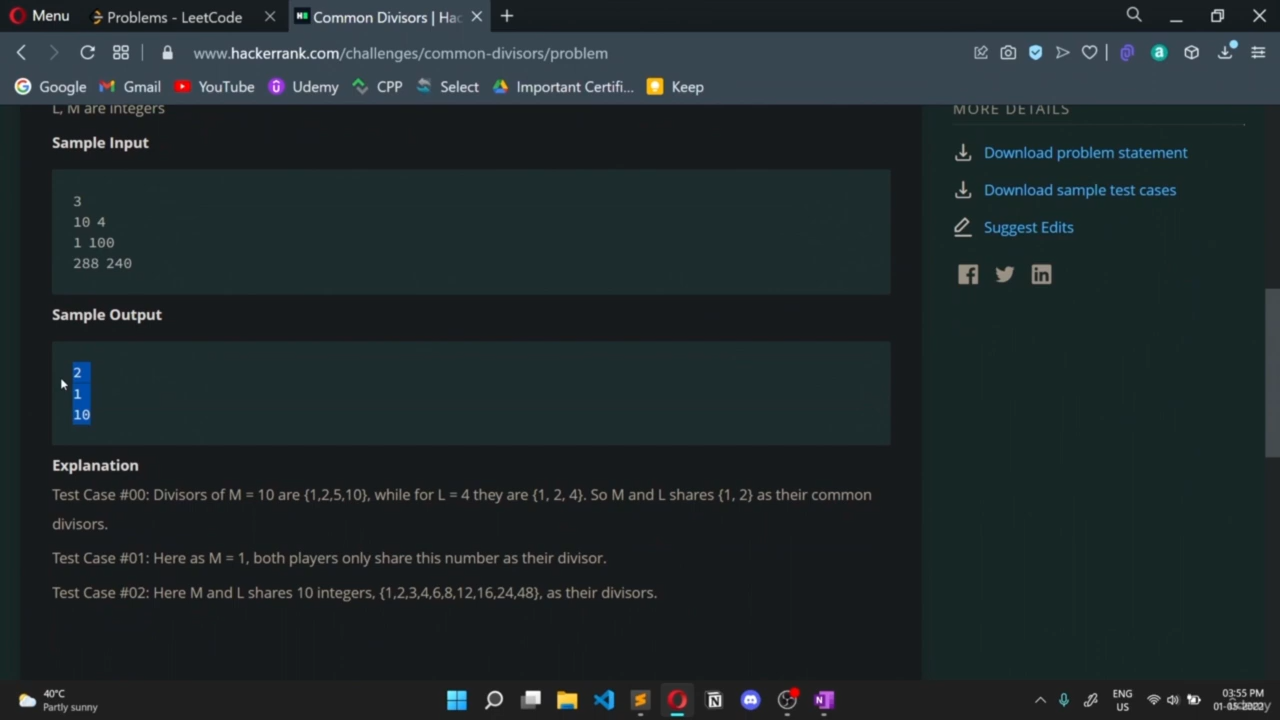 Menu
Problems - LeetCode
Common Divisors | Hac
www.hackerrank.com/challenges/common-divisors/problem
Google
Gmail
YouTube
Udemy
CPP
Select
Important Certifi...
Keep
L, M are integers
MORE DETAILS
Sample Input
Download problem statement
Download sample test cases
Suggest Edits
3
10 4
1 100
288 240
Sample Output
2
1
10
Explanation
Test Case #00: Divisors of M = 10 are {1,2,5,10}, while for L = 4 they are {1, 2, 4}. So M and L shares {1, 2} as their common
divisors.
Test Case #01: Here as M = 1, both players only share this number as their divisor.
Test Case #02: Here M and L shares 10 integers, {1,2,3,4,6,8,12,16,24,48}, as their divisors.
40°C
Partly sunny
ENG
US
03:55 PM
01-05-2022